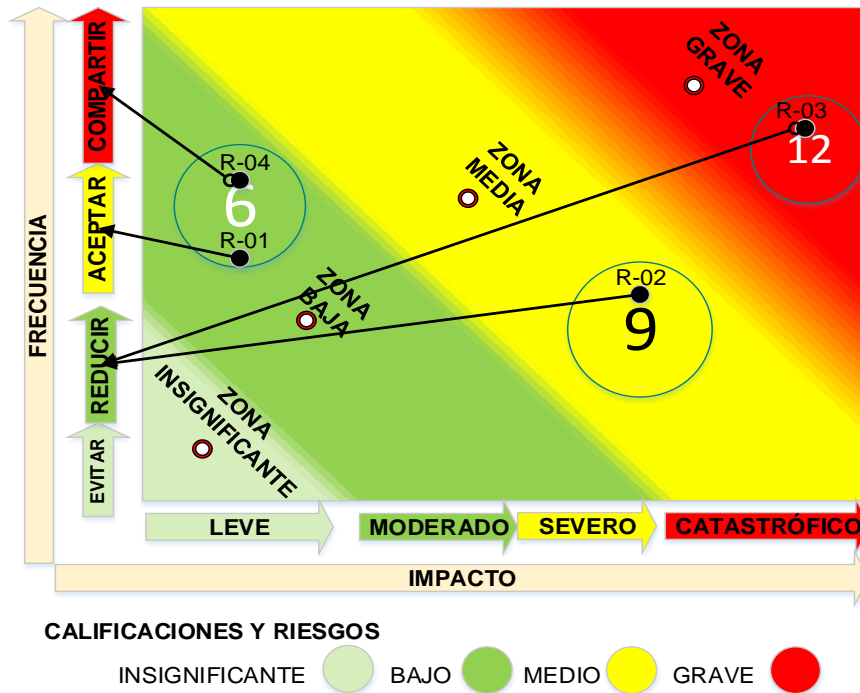 FRECUENCIA
COMPARTIR
ACEPTAR
REDUCIR
EVITAR
ZONA
GRAVE
R-03
12
ZONA
MEDIA
R-04
6
R-01
ZONA
BAJA
R-02
9
ZONA
INSIGNIFICANTE
LEVE
MODERADO
SEVERO
CATASTRÓFICO
IMPACTO
CALIFICACIONES Y RIESGOS
INSIGNIFICANTE BAJO MEDIO GRAVE